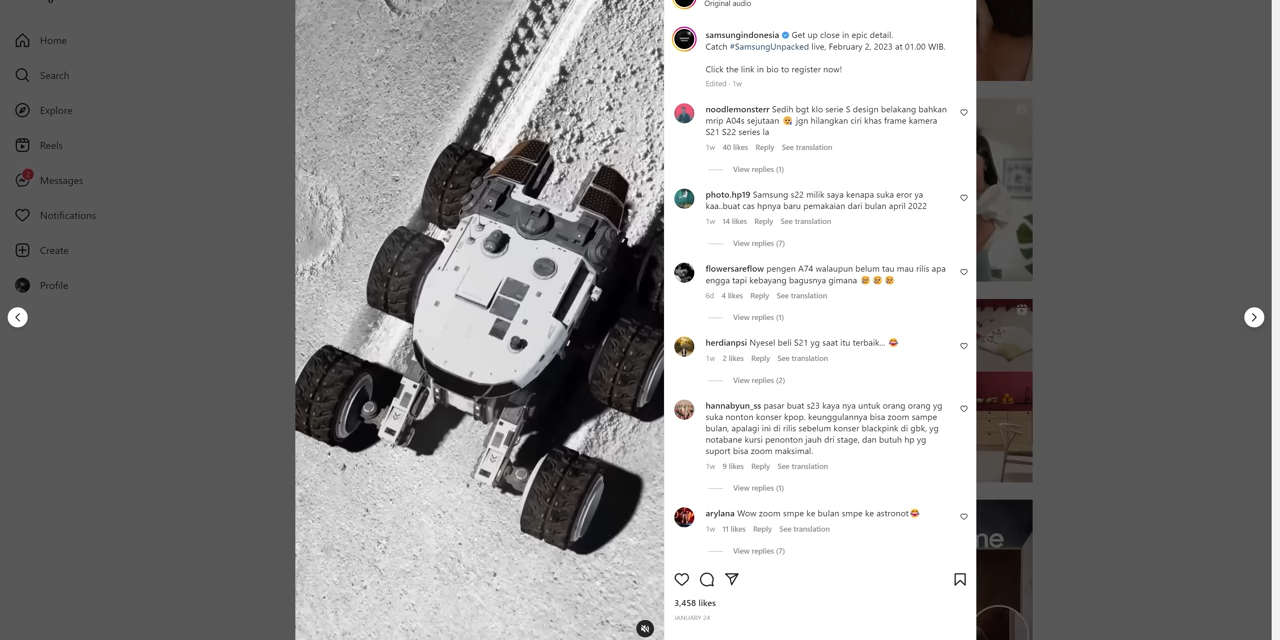 Home
Search
Explore
Reels
2
Messages
Notifications
Create
Profile
Original audio
samsungindonesia Get up close in epic detail.
Catch #SamsungUnpacked live, February 2, 2023 at 01.00 WIB.
Click the link in bio to register now!
Edited · 1w
noodlemonsterr Sedih bgt klo serie S design belakang bahkan
mrip A04s sejutaan 🥲 jgn hilangkan ciri khas frame kamera
S21 S22 series la
1w 40 likes Reply See translation
View replies (1)
photo.hp19 Samsung s22 milik saya kenapa suka eror ya
kaa..buat cas hpnya baru pemakaian dari bulan april 2022
1w 14 likes Reply See translation
View replies (7)
flowersareflow pengen A74 walaupun belum tau mau rilis apa
engga tapi kebayang bagusnya gimana 😢 😢 😢
6d 4 likes Reply See translation
View replies (1)
herdianpsi Nyesel beli S21 yg saat itu terbaik... 😂
1w 2 likes Reply See translation
View replies (2)
hannabyun_ss pasar buat s23 kaya nya untuk orang orang yg
suka nonton konser kpop. keunggulannya bisa zoom sampe
bulan, apalagi ini di rilis sebelum konser blackpink di gbk, yg
notabane kursi penonton jauh dri stage, dan butuh hp yg
suport bisa zoom maksimal.
1w 9 likes Reply See translation
View replies (1)
arylana Wow zoom smpe ke bulan smpe ke astronot😂
1w 11 likes Reply See translation
View replies (7)
3,458 likes
JANUARY 24
me